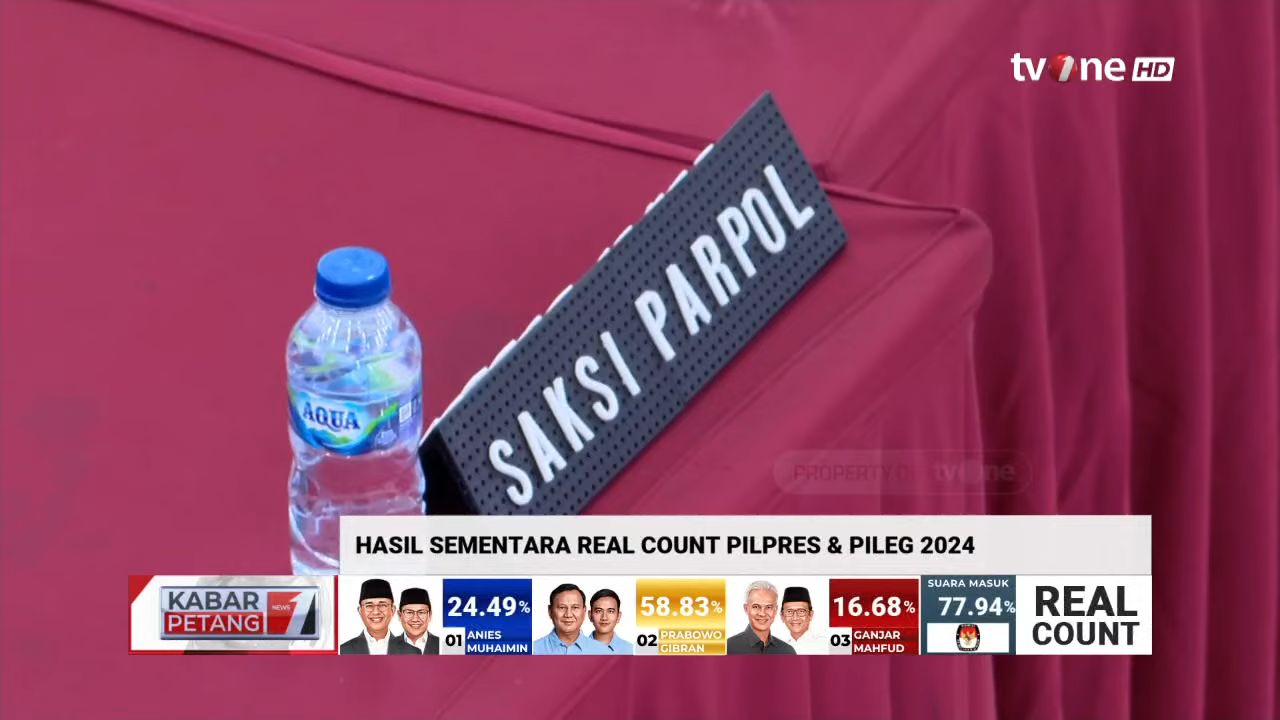 tvOne HD
SAKSI PARPOL
AQUA
PROPERTY OF tvOne
HASIL SEMENTARA REAL COUNT PILPRES & PILEG 2024
KABAR
PETANG
NEWS 1
24.49%
01 ANIES
MUHAIMIN
58.83%
02 PRABOWO
GIBRAN
16.68%
03 GANJAR
MAHFUD
SUARA MASUK
77.94%
REAL
COUNT